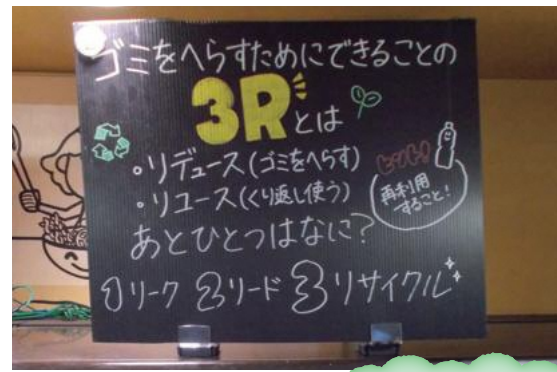 ゴミをへらすためにできることの
3Rとは
・リデュース(ゴミをへらす)
・リユース(くり返し使う)
ヒント!
再利用
すること!
あとひとつはなに?
①リーク ②リード ③リサイクル